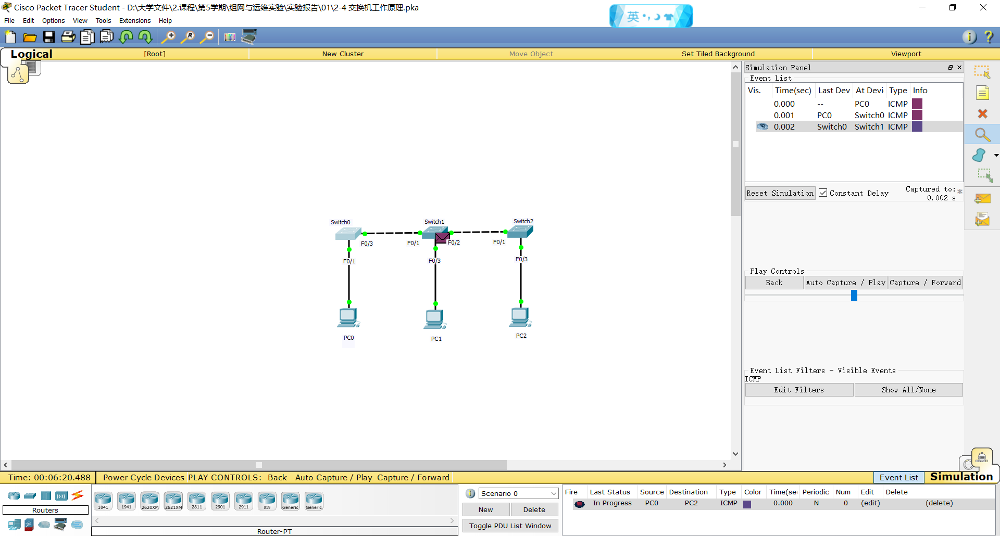 Cisco Packet Tracer Student - D:\大学文件\2.课程\第5学期\组网与运维实验\实验报告\01\2-4 交换机工作原理.pka
英
File Edit Options View Tools Extensions Help
Logical [Root] New Cluster Move Object Set Tiled Background Viewport
Simulation Panel
Event List
Vis. Time(sec) Last Dev At Devi Type Info
0.000 -- PC0 ICMP
0.001 PC0 Switch0 ICMP
0.002 Switch0 Switch1 ICMP
Reset Simulation Constant Delay Captured to: *
0.002 s
Switch0 Switch1 Switch2
F0/3 F0/1 F0/2 F0/1
F0/1 F0/3 F0/3
PC0 PC1 PC2
Play Controls
Back Auto Capture / Play Capture / Forward
Event List Filters - Visible Events
ICMP
Edit Filters Show All/None
Time: 00:06:20.488 Power Cycle Devices PLAY CONTROLS: Back Auto Capture / Play Capture / Forward Event List Simulation
Routers
1841 1941 2620XM 2621XM 2811 2901 2911 819 Generic Generic
Router-PT
Scenario 0
New Delete
Toggle PDU List Window
Fire Last Status Source Destination Type Color Time(se Periodic Num Edit Delete
In Progress PC0 PC2 ICMP 0.000 N 0 (edit) (delete)